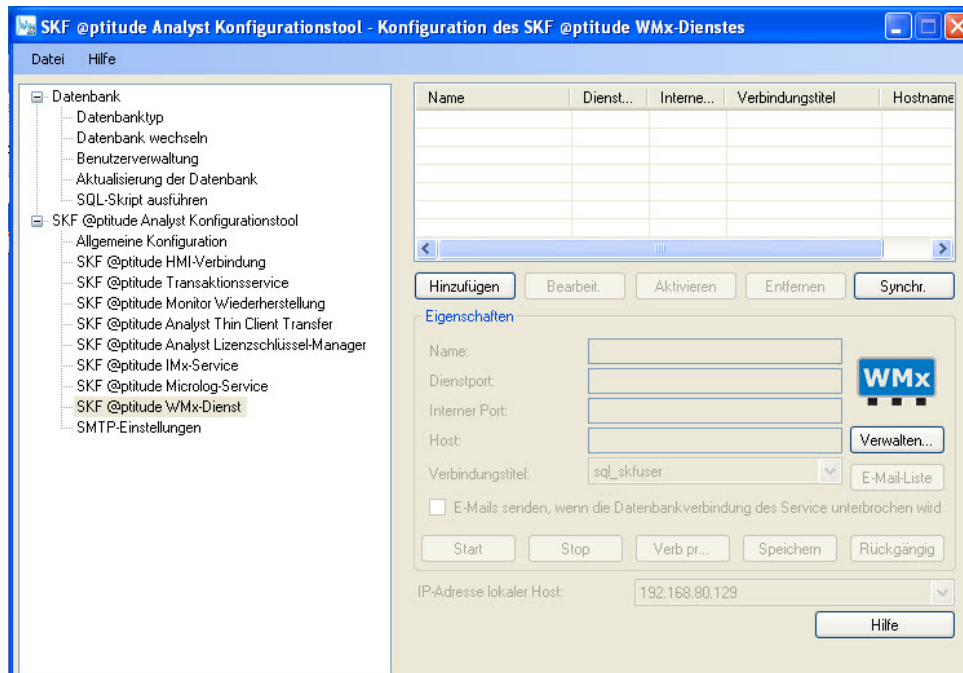 SKF @ptitude Analyst Konfigurationstool - Konfiguration des SKF @ptitude WMx-Dienstes
Datei Hilfe
Datenbank
Datenbanktyp
Datenbank wechseln
Benutzerverwaltung
Aktualisierung der Datenbank
SQL-Skript ausführen
SKF @ptitude Analyst Konfigurationstool
Allgemeine Konfiguration
SKF @ptitude HMI-Verbindung
SKF @ptitude Transaktionsservice
SKF @ptitude Monitor Wiederherstellung
SKF @ptitude Analyst Thin Client Transfer
SKF @ptitude Analyst Lizenzschlüssel-Manager
SKF @ptitude IMx-Service
SKF @ptitude Microlog-Service
SKF @ptitude WMx-Dienst
SMTP-Einstellungen
Name Dienst... Interne... Verbindungstitel Hostname
Hinzufügen Bearbeit. Aktivieren Entfernen Synchr.
Eigenschaften
Name:
Dienstport:
WMx
Interner Port:
Host: Verwalten...
Verbindungstitel: sql_skfuser E-Mail-Liste
E-Mails senden, wenn die Datenbankverbindung des Service unterbrochen wird
Start Stop Verb pr... Speichern Rückgängig
IP-Adresse lokaler Host: 192.168.80.129
Hilfe